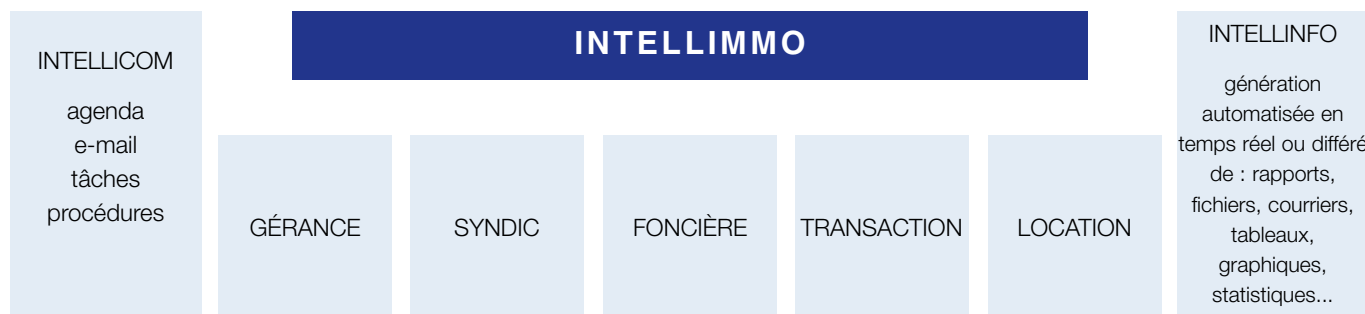 INTELLICOM
agenda
e-mail
tâches
procédures
INTELLIMMO
GÉRANCE
SYNDIC
FONCIÈRE
TRANSACTION
LOCATION
INTELLINFO
génération
automatisée en
temps réel ou différé
de : rapports,
fichiers, courriers,
tableaux,
graphiques,
statistiques...